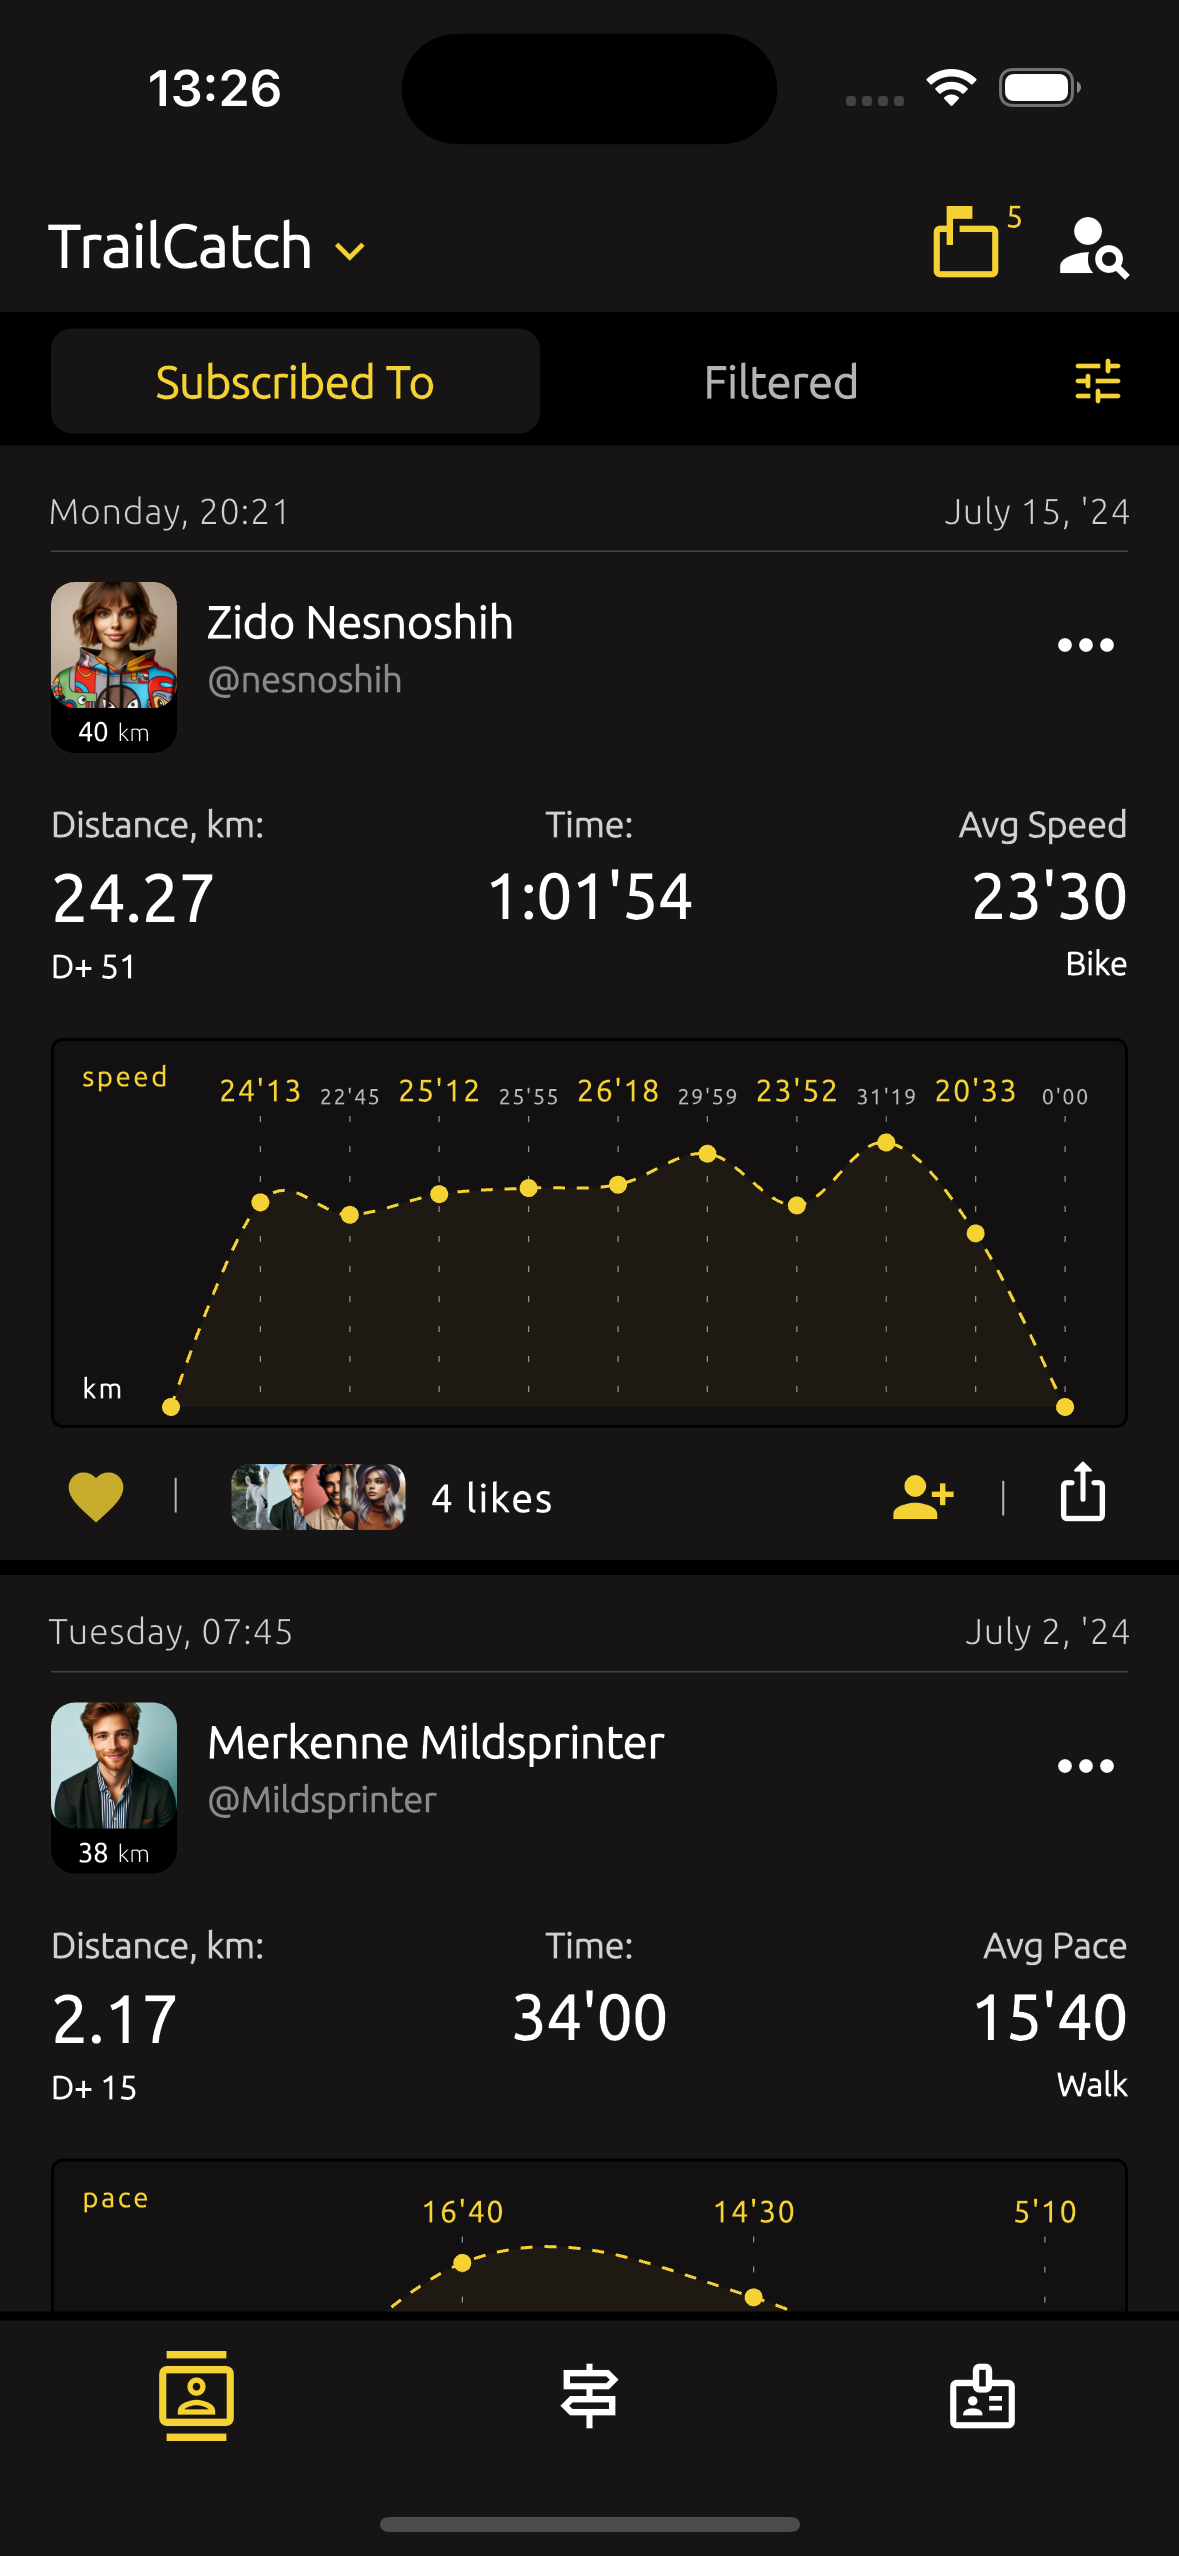 13:26
TrailCatch
5
Subscribed To
Filtered
Monday, 20:21
July 15, '24
Zido Nesnoshih
@nesnoshih
40 km
Distance, km:
Time:
Avg Speed
24.27
1:01'54
23'30
D+ 51
Bike
speed
24'13 22'45 25'12 25'55 26'18 29'59 23'52 31'19 20'33 0'00
km
4 likes
Tuesday, 07:45
July 2, '24
Merkenne Mildsprinter
@Mildsprinter
38 km
Distance, km:
Time:
Avg Pace
2.17
34'00
15'40
D+ 15
Walk
pace
16'40 14'30 5'10